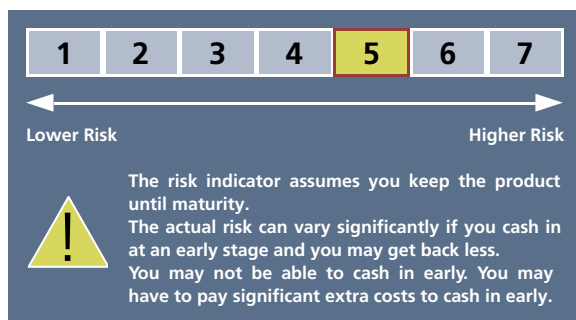 1 2 3 4 5 6 7
Lower Risk Higher Risk
The risk indicator assumes you keep the product
until maturity.
The actual risk can vary significantly if you cash in
at an early stage and you may get back less.
You may not be able to cash in early. You may
have to pay significant extra costs to cash in early.
!